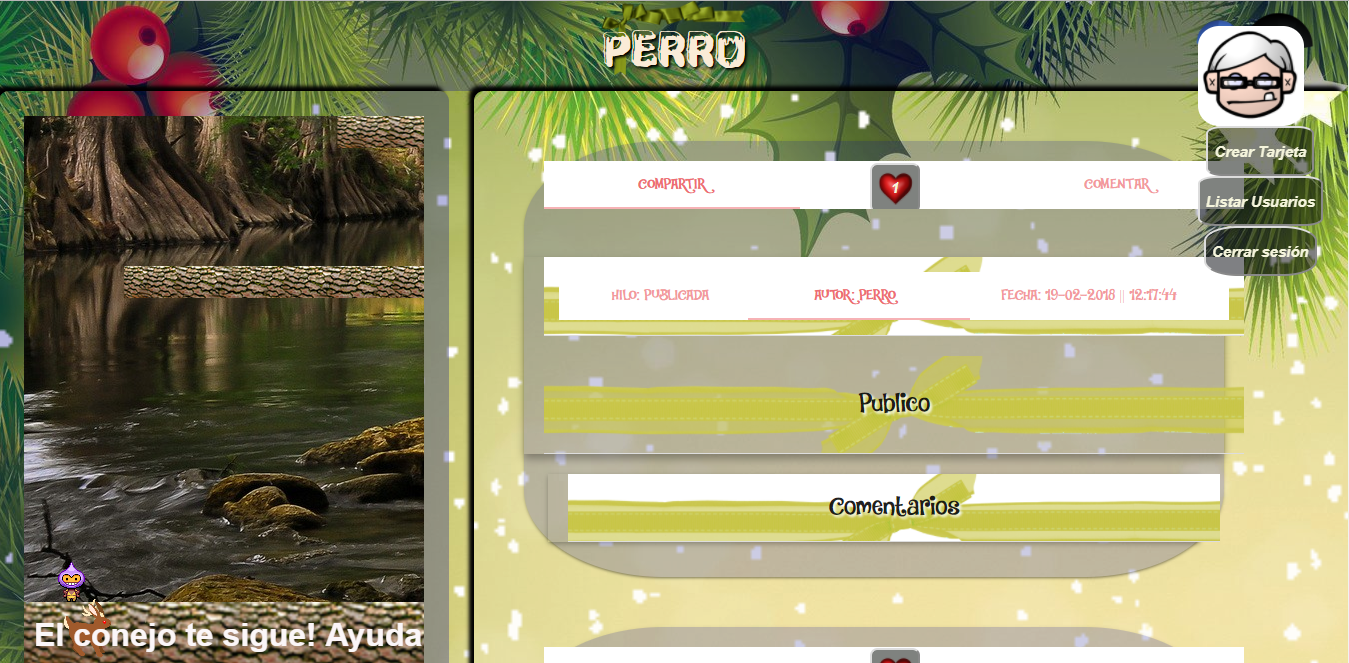 PERRO
Crear Tarjeta
Listar Usuarios
Cerrar sesión
COMPARTIR
1
COMENTAR
HILO: PUBLICADA
AUTOR: PERRO
FECHA: 19-02-2018 || 12:17:44
Publico
Comentarios
El conejo te sigue! Ayuda